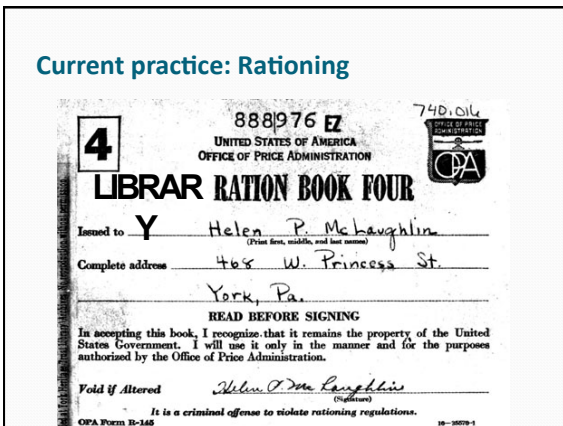 Current practice: Rationing
740,016
888976 EZ
4
UNITED STATES OF AMERICA
OFFICE OF PRICE ADMINISTRATION
OFFICE OF PRICE ADMINISTRATION
OPA
LIBRAR
Y
RATION BOOK FOUR
Issued to Helen P. McLaughlin
(Print first, middle, and last names)
Complete address 468 W. Princess St.
York, Pa.
READ BEFORE SIGNING
In accepting this book, I recognize that it remains the property of the United
States Government. I will use it only in the manner and for the purposes
authorized by the Office of Price Administration.
Void if Altered Helen P. McLaughlin
(Signature)
It is a criminal offense to violate rationing regulations.
OPA Form R-145 16—35570-1